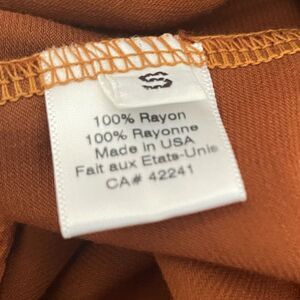 S
100% Rayon
100% Rayonne
Made in USA
Fait aux Etats-Unis
CA# 42241